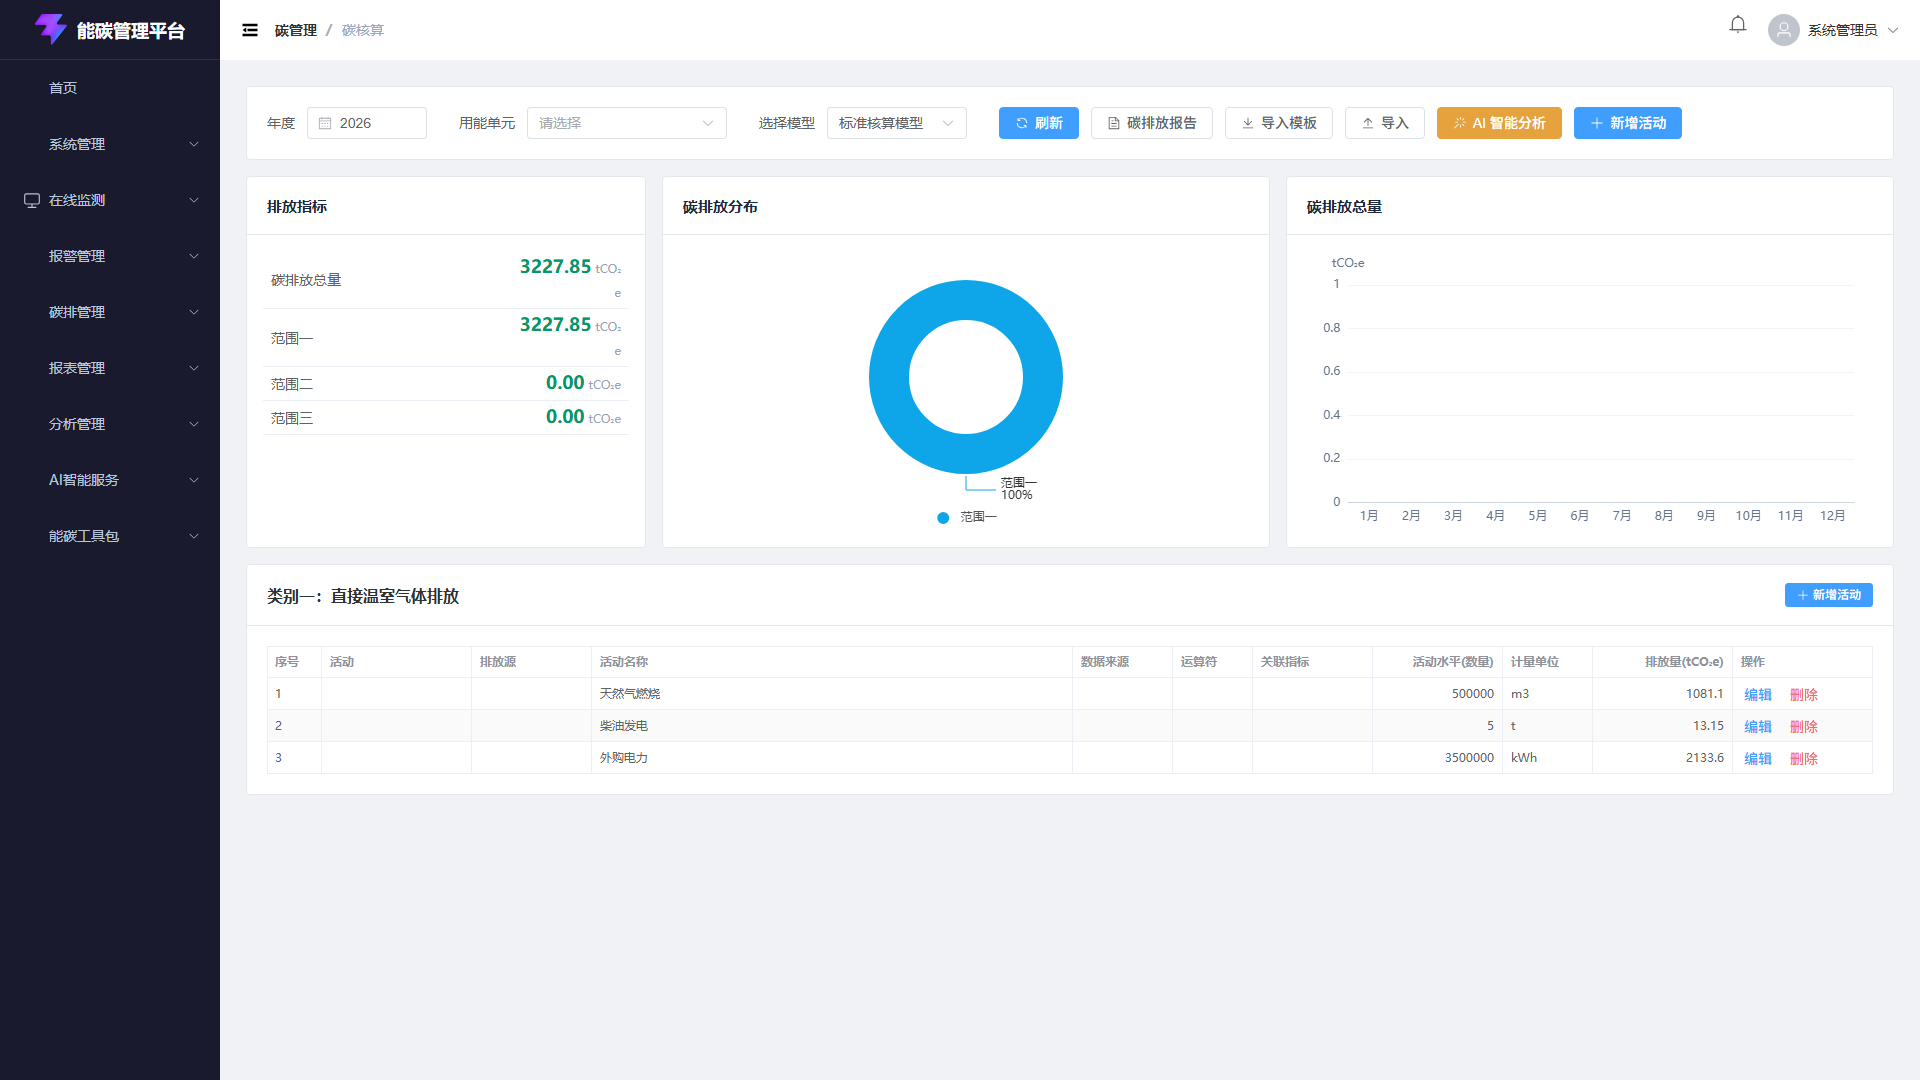 能碳管理平台
碳管理 / 碳核算
系统管理员
首页
系统管理
在线监测
报警管理
碳排管理
报表管理
分析管理
AI智能服务
能碳工具包
年度 2026 用能单元 请选择 选择模型 标准核算模型 刷新 碳排放报告 导入模板 导入 AI 智能分析 新增活动
排放指标
碳排放总量 3227.85 tCO₂
e
范围一 3227.85 tCO₂
e
范围二 0.00 tCO₂e
范围三 0.00 tCO₂e
碳排放分布
范围一
100%
范围一
碳排放总量
tCO₂e
1
0.8
0.6
0.4
0.2
0
1月 2月 3月 4月 5月 6月 7月 8月 9月 10月 11月 12月
类别一：直接温室气体排放
新增活动
序号 活动 排放源 活动名称 数据来源 运算符 关联指标 活动水平(数量) 计量单位 排放量(tCO₂e) 操作
1 天然气燃烧 500000 m3 1081.1 编辑 删除
2 柴油发电 5 t 13.15 编辑 删除
3 外购电力 3500000 kWh 2133.6 编辑 删除